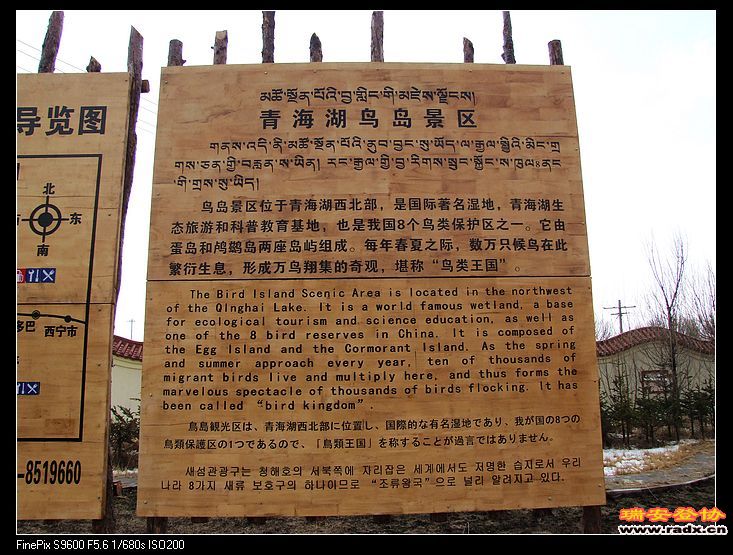 导览图
北
东
南
多巴
西宁市
-8519660
མཚོ་སྔོན་པོའི་བྱ་གླིང་གི་མཛེས་ལྗོངས།
青海湖鸟岛景区
鸟岛景区位于青海湖西北部，是国际著名湿地，青海湖生
态旅游和科普教育基地，也是我国8个鸟类保护区之一。它由
蛋岛和鸬鹚岛两座岛屿组成。每年春夏之际，数万只候鸟在此
繁衍生息，形成万鸟翔集的奇观，堪称“鸟类王国”。
The Bird Island Scenic Area is located in the northwest
of the Qinghai Lake. It is a world famous wetland, a base
for ecological tourism and science education, as well as
one of the 8 bird reserves in China. It is composed of
the Egg Island and the Cormorant Island. As the spring
and summer approach every year, ten of thousands of
migrant birds live and multiply here, and thus forms the
marvelous spectacle of thousands of birds flocking. It has
been called “bird kingdom”.
鳥島観光区は、青海湖西北部に位置し、国際的な有名湿地であり、我が国の8つの
鳥類保護区の1つであるので、「鳥類王国」を称することが過言ではありません。
새섬관광구는 청해호의 서북쪽에 자리잡은 세계에서도 저명한 습지로서 우리
나라 8가지 새류 보호구의 하나이므로 “조류왕국”으로 널리 알려지고 있다.
瑞安登协
www.radx.cn
FinePix S9600 F5.6 1/680s ISO200